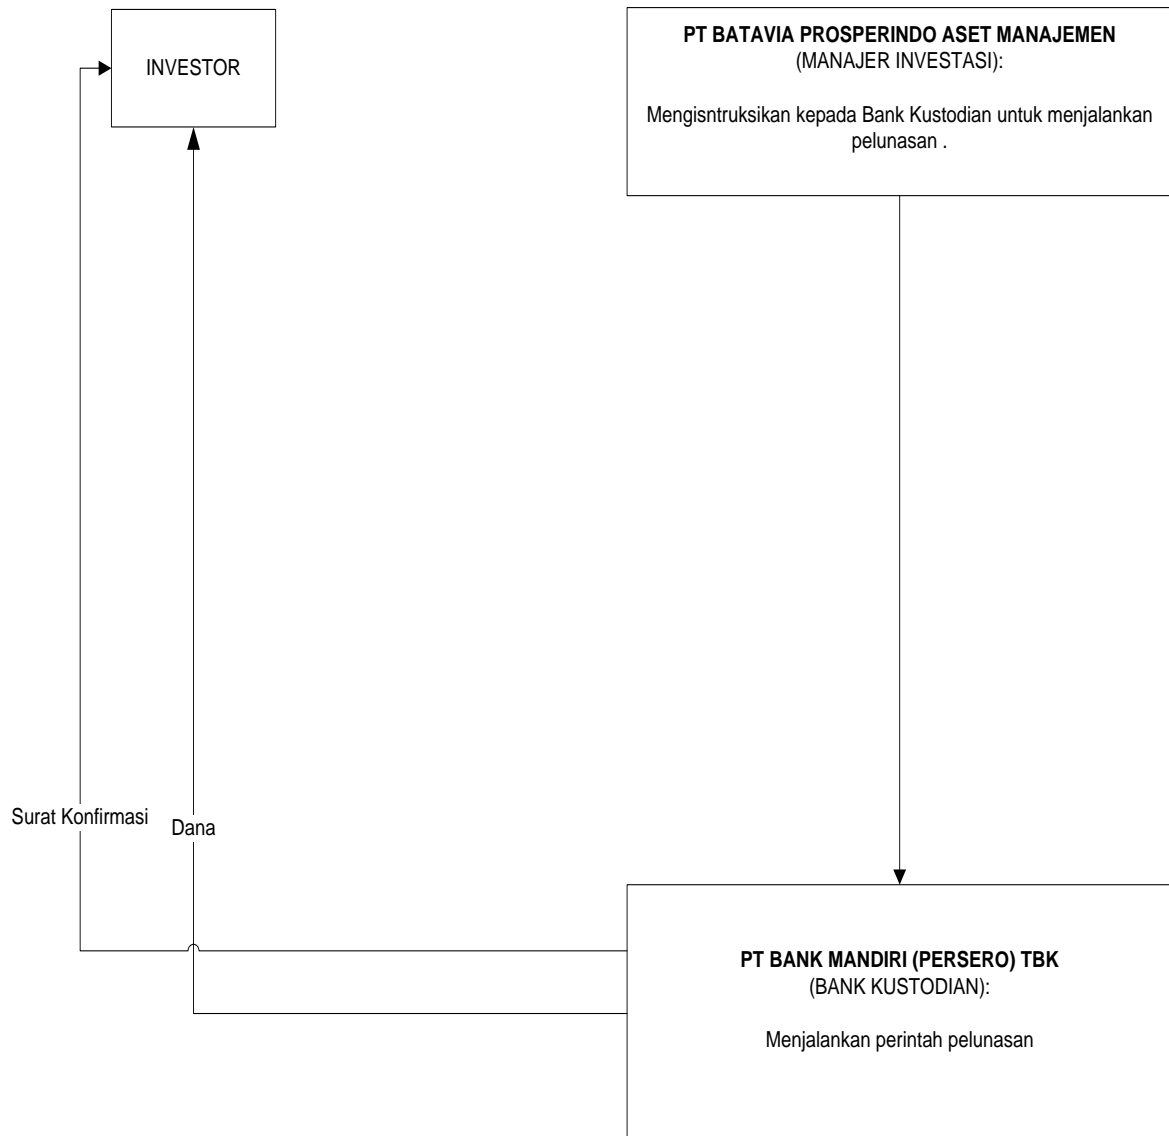 INVESTOR
PT BATAVIA PROSPERINDO ASET MANAJEMEN
(MANAJER INVESTASI):
Mengisntruksikan kepada Bank Kustodian untuk menjalankan
pelunasan .
Surat Konfirmasi
Dana
PT BANK MANDIRI (PERSERO) TBK
(BANK KUSTODIAN):
Menjalankan perintah pelunasan